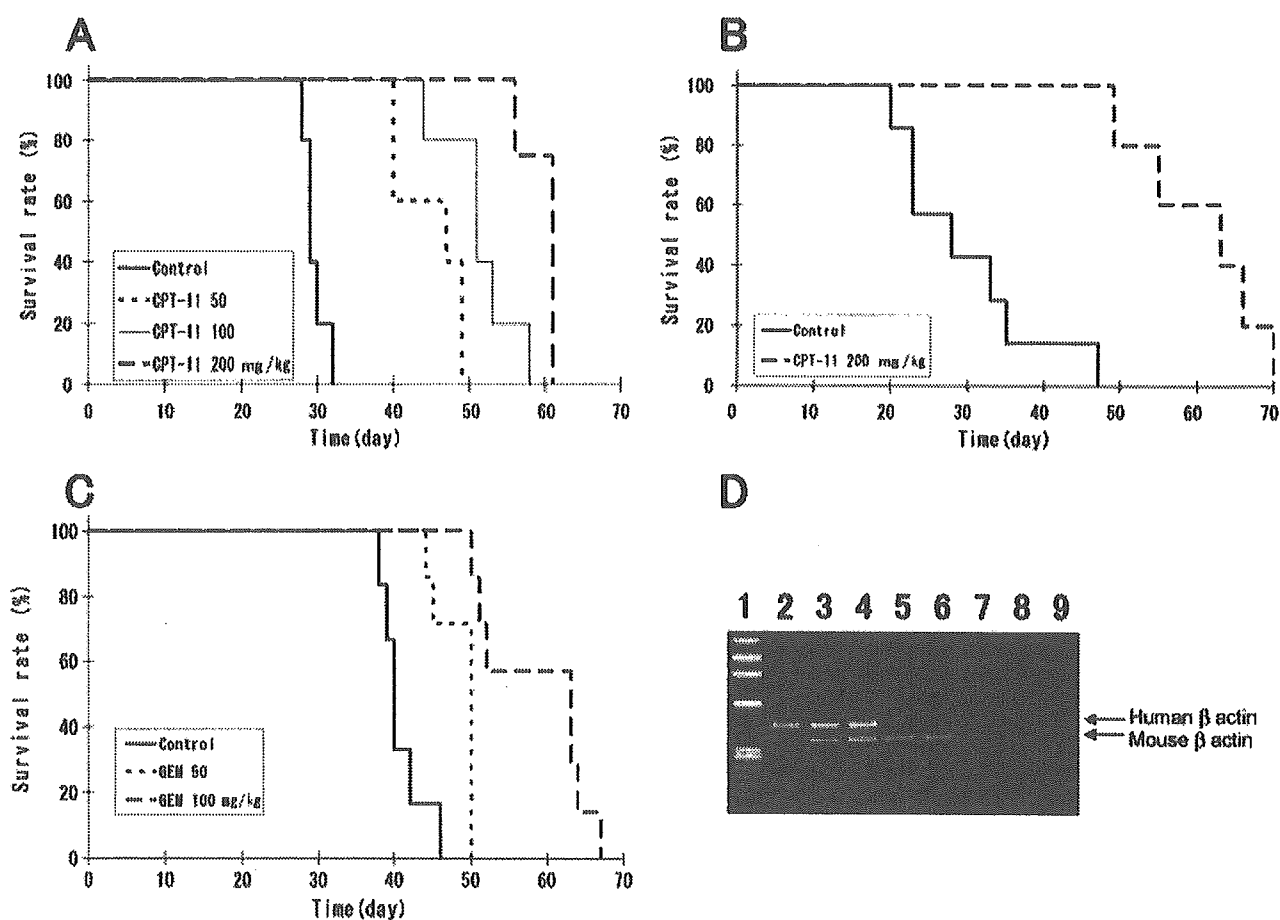 A
Survival rate (%)
100
80
60
40
20
0
Control
CPT-11 50
CPT-11 100
CPT-11 200 mg/kg
0 10 20 30 40 50 60 70
Time(day)
B
Survival rate (%)
100
80
60
40
20
0
Control
CPT-11 200 mg/kg
0 10 20 30 40 50 60 70
Time(day)
C
Survival rate (%)
100
80
60
40
20
0
Control
GEM 50
GEM 100 mg/kg
0 10 20 30 40 50 60 70
Time(day)
D
1 2 3 4 5 6 7 8 9
Human β actin
Mouse β actin